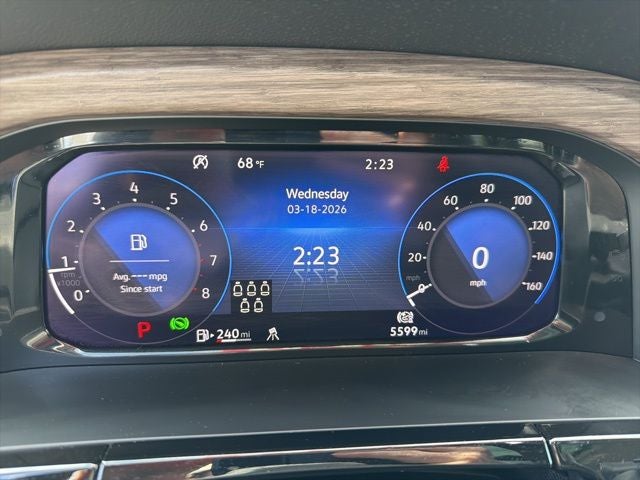 68 °F
2:23
Wednesday
03-18-2026
2:23
0
1
2
3
4
5
6
7
8
rpm
x1000
Avg. --- mpg
Since start
P
240 mi
0
20
40
60
80
100
120
140
160
0
mph
5599 mi